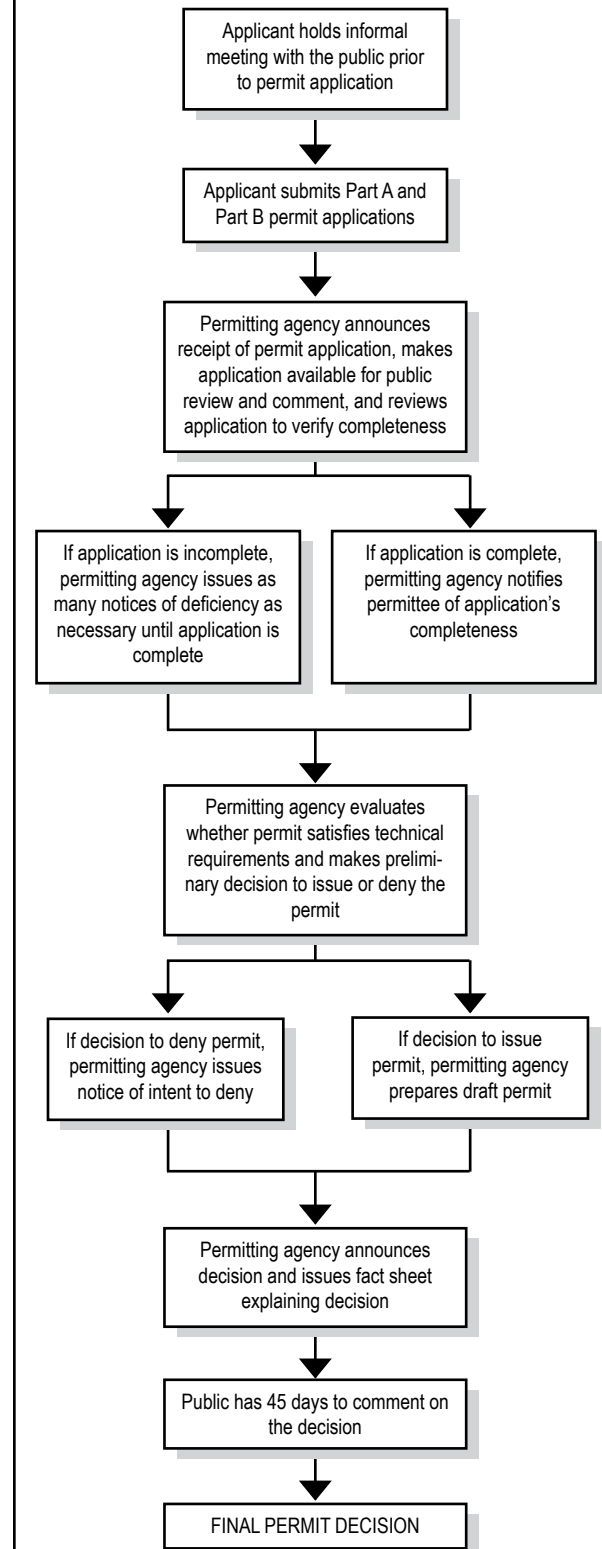 Applicant holds informal
meeting with the public prior
to permit application
Applicant submits Part A and
Part B permit applications
Permitting agency announces
receipt of permit application, makes
application available for public
review and comment, and reviews
application to verify completeness
If application is incomplete,
permitting agency issues as
many notices of deficiency as
necessary until application is
complete
If application is complete,
permitting agency notifies
permittee of application's
completeness
Permitting agency evaluates
whether permit satisfies technical
requirements and makes prelimi-
nary decision to issue or deny the
permit
If decision to deny permit,
permitting agency issues
notice of intent to deny
If decision to issue
permit, permitting agency
prepares draft permit
Permitting agency announces
decision and issues fact sheet
explaining decision
Public has 45 days to comment on
the decision
FINAL PERMIT DECISION